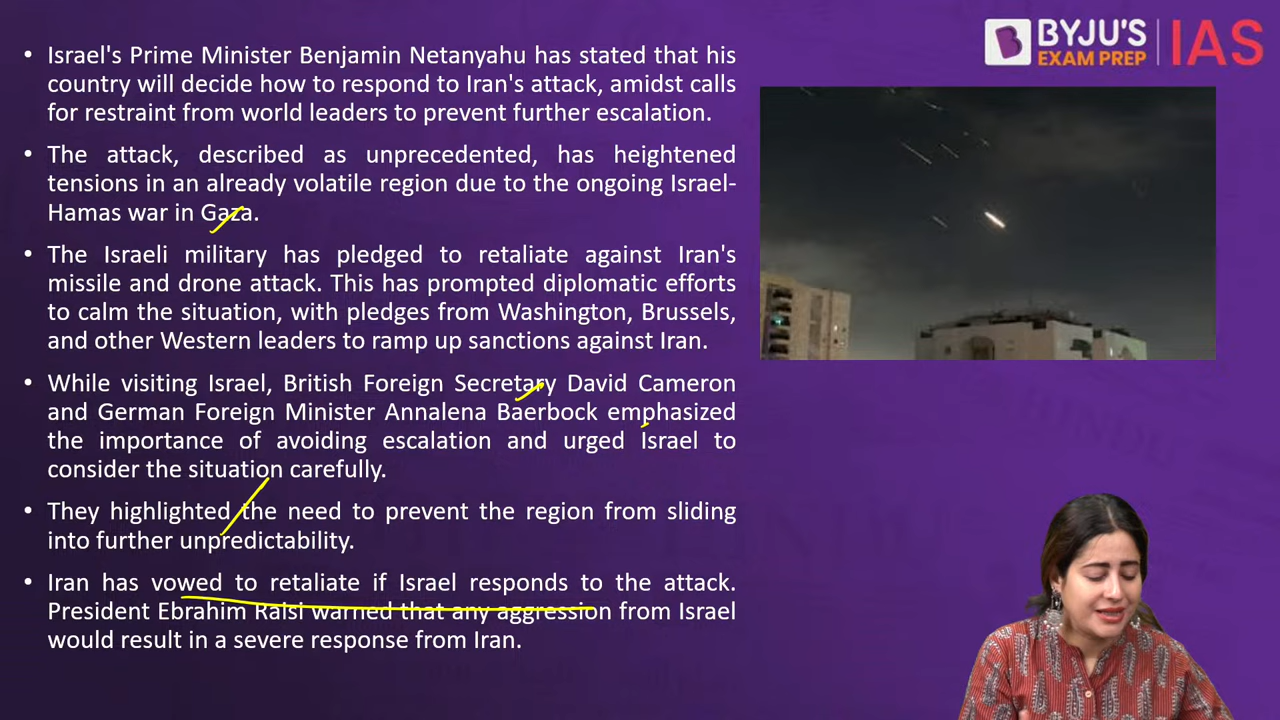 • Israel's Prime Minister Benjamin Netanyahu has stated that his
country will decide how to respond to Iran's attack, amidst calls
for restraint from world leaders to prevent further escalation.
• The attack, described as unprecedented, has heightened
tensions in an already volatile region due to the ongoing Israel-
Hamas war in Gaza.
• The Israeli military has pledged to retaliate against Iran's
missile and drone attack. This has prompted diplomatic efforts
to calm the situation, with pledges from Washington, Brussels,
and other Western leaders to ramp up sanctions against Iran.
• While visiting Israel, British Foreign Secretary David Cameron
and German Foreign Minister Annalena Baerbock emphasized
the importance of avoiding escalation and urged Israel to
consider the situation carefully.
• They highlighted the need to prevent the region from sliding
into further unpredictability.
• Iran has vowed to retaliate if Israel responds to the attack.
President Ebrahim Raisi warned that any aggression from Israel
would result in a severe response from Iran.
BYJU'S
EXAM PREP
IAS